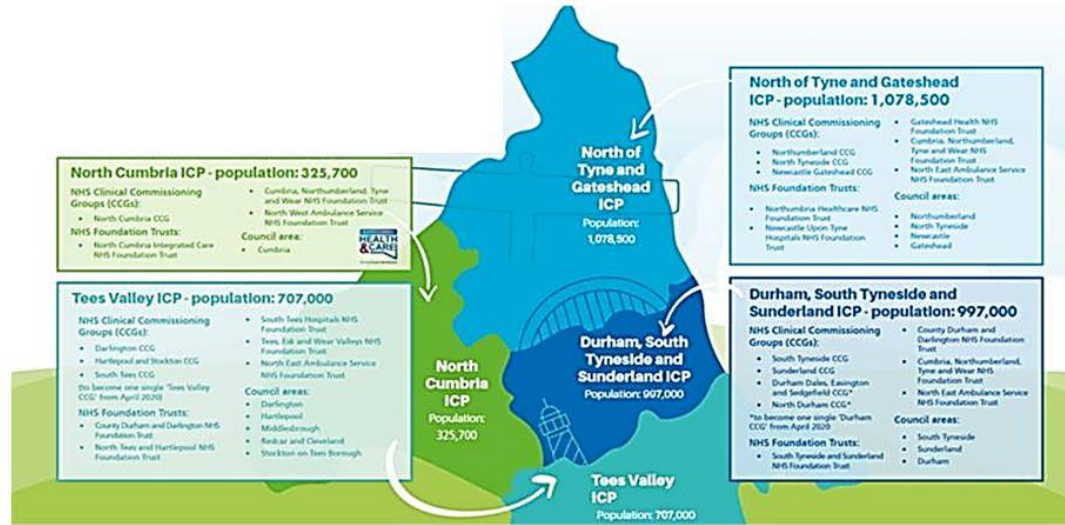 North Cumbria ICP - population: 325,700
NHS Clinical Commissioning
Groups (CCGs):
• North Cumbria CCG
NHS Foundation Trusts:
• North Cumbria Integrated Care
NHS Foundation Trust
• Cumbria, Northumberland, Tyne
and Wear NHS Foundation Trust
• North West Ambulance Service
NHS Foundation Trust
Council area:
• Cumbria
HEALTH
&CARE
Tees Valley ICP - population: 707,000
NHS Clinical Commissioning
Groups (CCGs):
• Darlington CCG
• Hartlepool and Stockton CCG
• South Tees CCG
(to become one single 'Tees Valley
CCG' from April 2020)
NHS Foundation Trusts:
• County Durham and Darlington NHS
Foundation Trust
• North Tees and Hartlepool NHS
Foundation Trust
• South Tees Hospitals NHS
Foundation Trust
• Tees, Esk and Wear Valleys NHS
Foundation Trust
• North East Ambulance Service
NHS Foundation Trust
Council areas:
• Darlington
• Hartlepool
• Middlesbrough
• Redcar and Cleveland
• Stockton on Tees Borough
North of
Tyne and
Gateshead
ICP
Population:
1,078,500
North
Cumbria
ICP
Population:
325,700
Durham, South
Tyneside and
Sunderland ICP
Population: 997,000
Tees Valley
ICP
Population: 707,000
North of Tyne and Gateshead
ICP - population: 1,078,500
NHS Clinical Commissioning
Groups (CCGs):
• Northumberland CCG
• North Tyneside CCG
• Newcastle Gateshead CCG
NHS Foundation Trusts:
• Northumbria Healthcare NHS
Foundation Trust
• Newcastle Upon Tyne
Hospitals NHS Foundation
Trust
• Gateshead Health NHS
Foundation Trust
• Cumbria, Northumberland,
Tyne and Wear NHS
Foundation Trust
• North East Ambulance Service
NHS Foundation Trust
Council areas:
• Northumberland
• North Tyneside
• Newcastle
• Gateshead
Durham, South Tyneside and
Sunderland ICP - population: 997,000
NHS Clinical Commissioning
Groups (CCGs):
• South Tyneside CCG
• Sunderland CCG
• Durham Dales, Easington
and Sedgefield CCG*
• North Durham CCG*
*to become one single 'Durham
CCG' from April 2020
NHS Foundation Trusts:
• South Tyneside and Sunderland
NHS Foundation Trust
• County Durham and
Darlington NHS Foundation
Trust
• Cumbria, Northumberland,
Tyne and Wear NHS
Foundation Trust
• North East Ambulance Service
NHS Foundation Trust
Council areas:
• South Tyneside
• Sunderland
• Durham